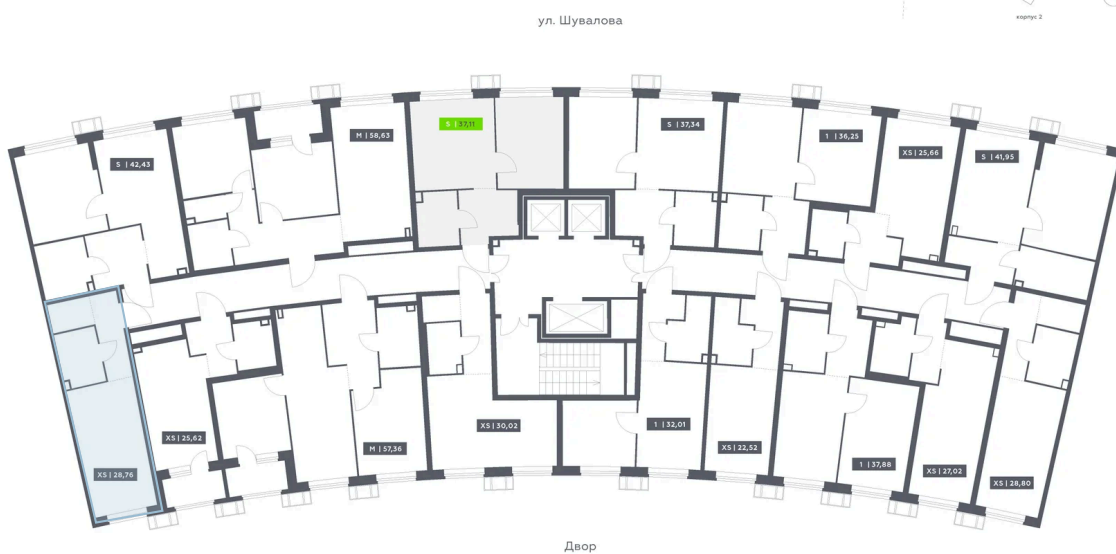 корпус 2
ул. Шувалова
S | 42,43
M | 58,63
S | 37,11
S | 37,34
1 | 36,25
XS | 25,66
S | 41,95
XS | 28,76
XS | 25,62
M | 57,36
XS | 30,02
1 | 32,01
XS | 22,52
1 | 37,88
XS | 27,02
XS | 28,80
Двор